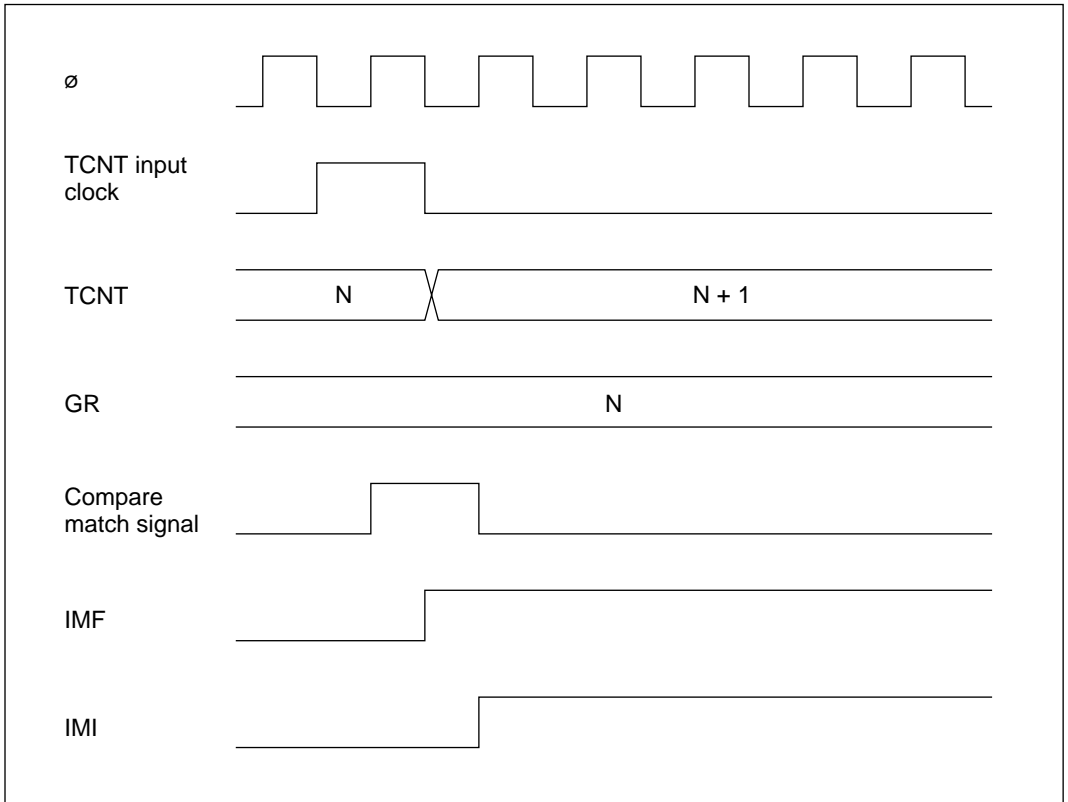 ø
TCNT input
clock
TCNT
N
N + 1
GR
N
Compare
match signal
IMF
IMI